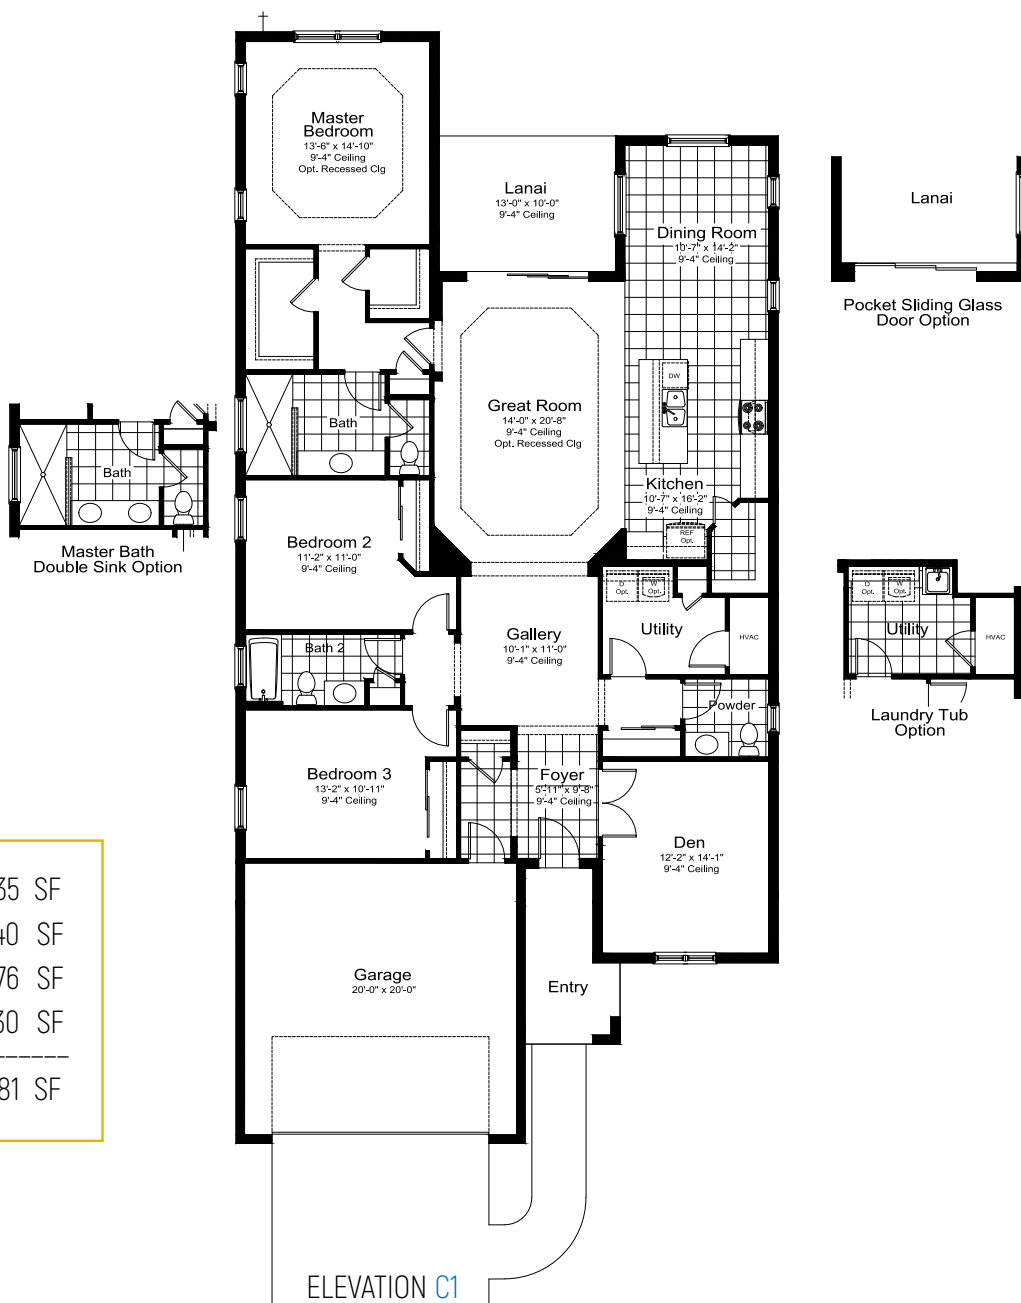 Master
Bedroom
13'-6" x 14'-10"
9'-4" Ceiling
Opt. Recessed Clg
Lanai
13'-0" x 10'-0"
9'-4" Ceiling
Dining Room
10'-7" x 14'-2"
9'-4" Ceiling
Lanai
Pocket Sliding Glass
Door Option
DW
Great Room
14'-0" x 20'-8"
9'-4" Ceiling
Opt. Recessed Clg
Bath
Bath
Master Bath
Double Sink Option
Kitchen
10'-7" x 16'-2"
9'-4" Ceiling
REF
Opt.
Bedroom 2
11'-2" x 11'-0"
9'-4" Ceiling
D
Opt.
W
Opt.
Utility
HVAC
D
Opt.
W
Opt.
Utility
HVAC
Laundry Tub
Option
Gallery
10'-1" x 11'-0"
9'-4" Ceiling
Bath 2
Powder
Bedroom 3
13'-2" x 10'-11"
9'-4" Ceiling
Foyer
5'-11" x 9'-8"
9'-4" Ceiling
Den
12'-2" x 14'-1"
9'-4" Ceiling
35 SF
40 SF
76 SF
30 SF
81 SF
Garage
20'-0" x 20'-0"
Entry
ELEVATION C1